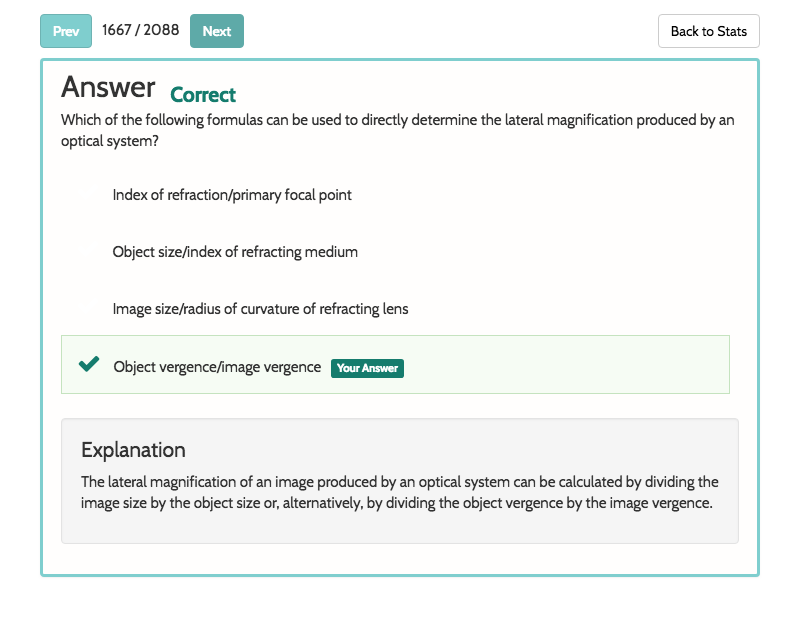 Prev 1667 / 2088 Next Back to Stats
Answer Correct
Which of the following formulas can be used to directly determine the lateral magnification produced by an
optical system?
Index of refraction/primary focal point
Object size/index of refracting medium
Image size/radius of curvature of refracting lens
Object vergence/image vergence Your Answer
Explanation
The lateral magnification of an image produced by an optical system can be calculated by dividing the
image size by the object size or, alternatively, by dividing the object vergence by the image vergence.